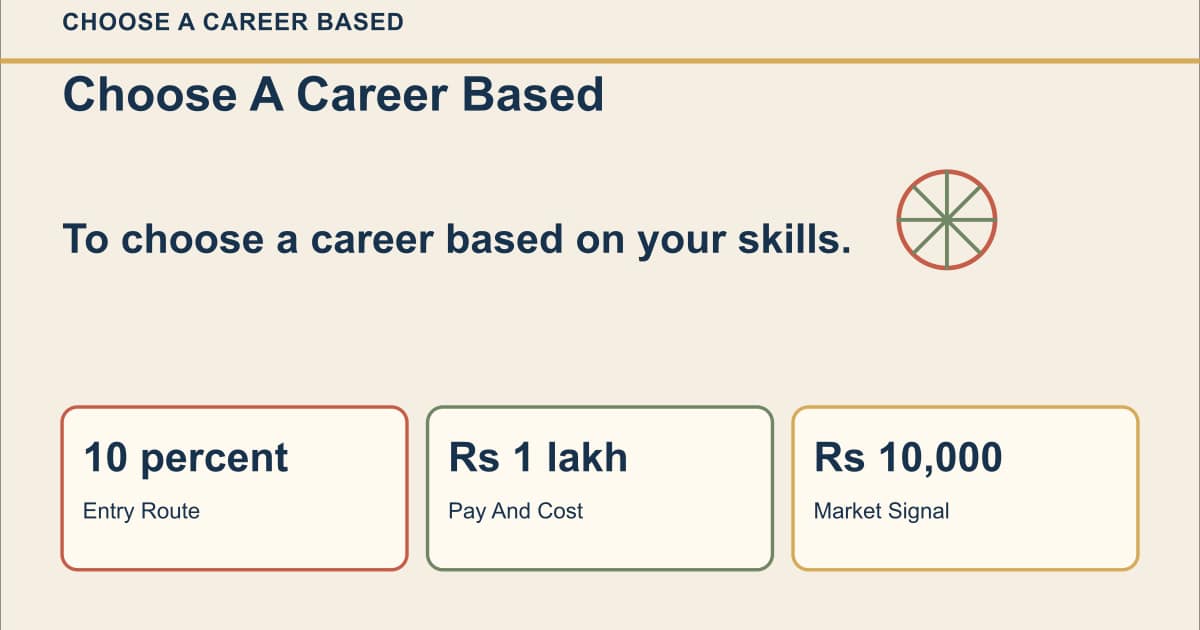 CHOOSE A CAREER BASED
Choose A Career Based
To choose a career based on your skills.
10 percent
Entry Route
Rs 1 lakh
Pay And Cost
Rs 10,000
Market Signal